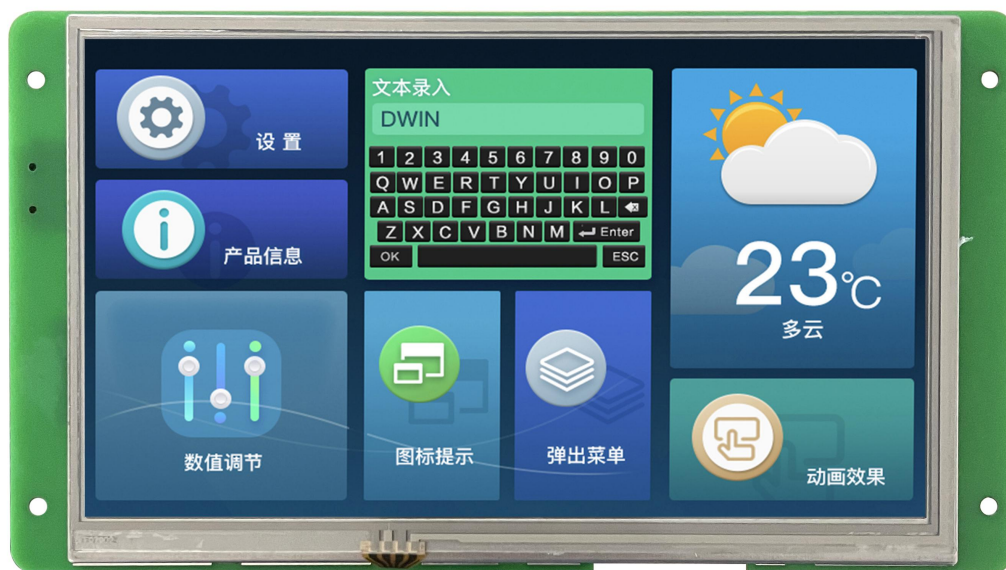 设置
产品信息
数值调节
文本录入
DWIN
1 2 3 4 5 6 7 8 9 0
Q W E R T Y U I O P
A S D F G H J K L
Z X C V B N M Enter
OK ESC
图标提示
弹出菜单
23℃
多云
动画效果